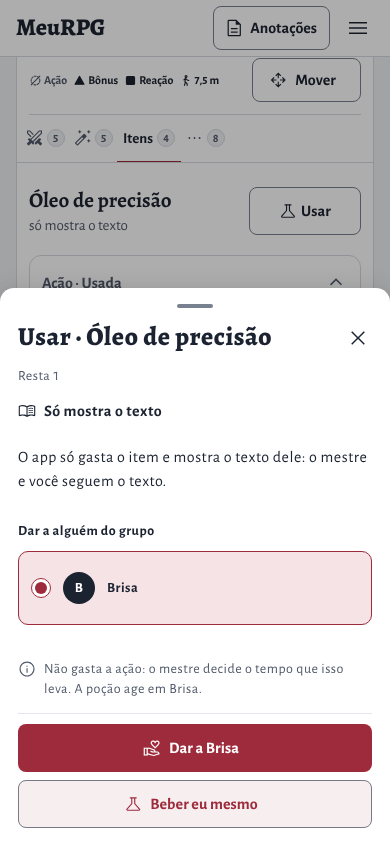 MeuRPG
Anotações
Ação Bônus Reação 7,5 m
Mover
5 5 Itens 4 8
Óleo de precisão
só mostra o texto
Usar
Ação · Usada
Usar · Óleo de precisão
Resta 1
Só mostra o texto
O app só gasta o item e mostra o texto dele: o mestre
e você seguem o texto.
Dar a alguém do grupo
B Brisa
Não gasta a ação: o mestre decide o tempo que isso
leva. A poção age em Brisa.
Dar a Brisa
Beber eu mesmo